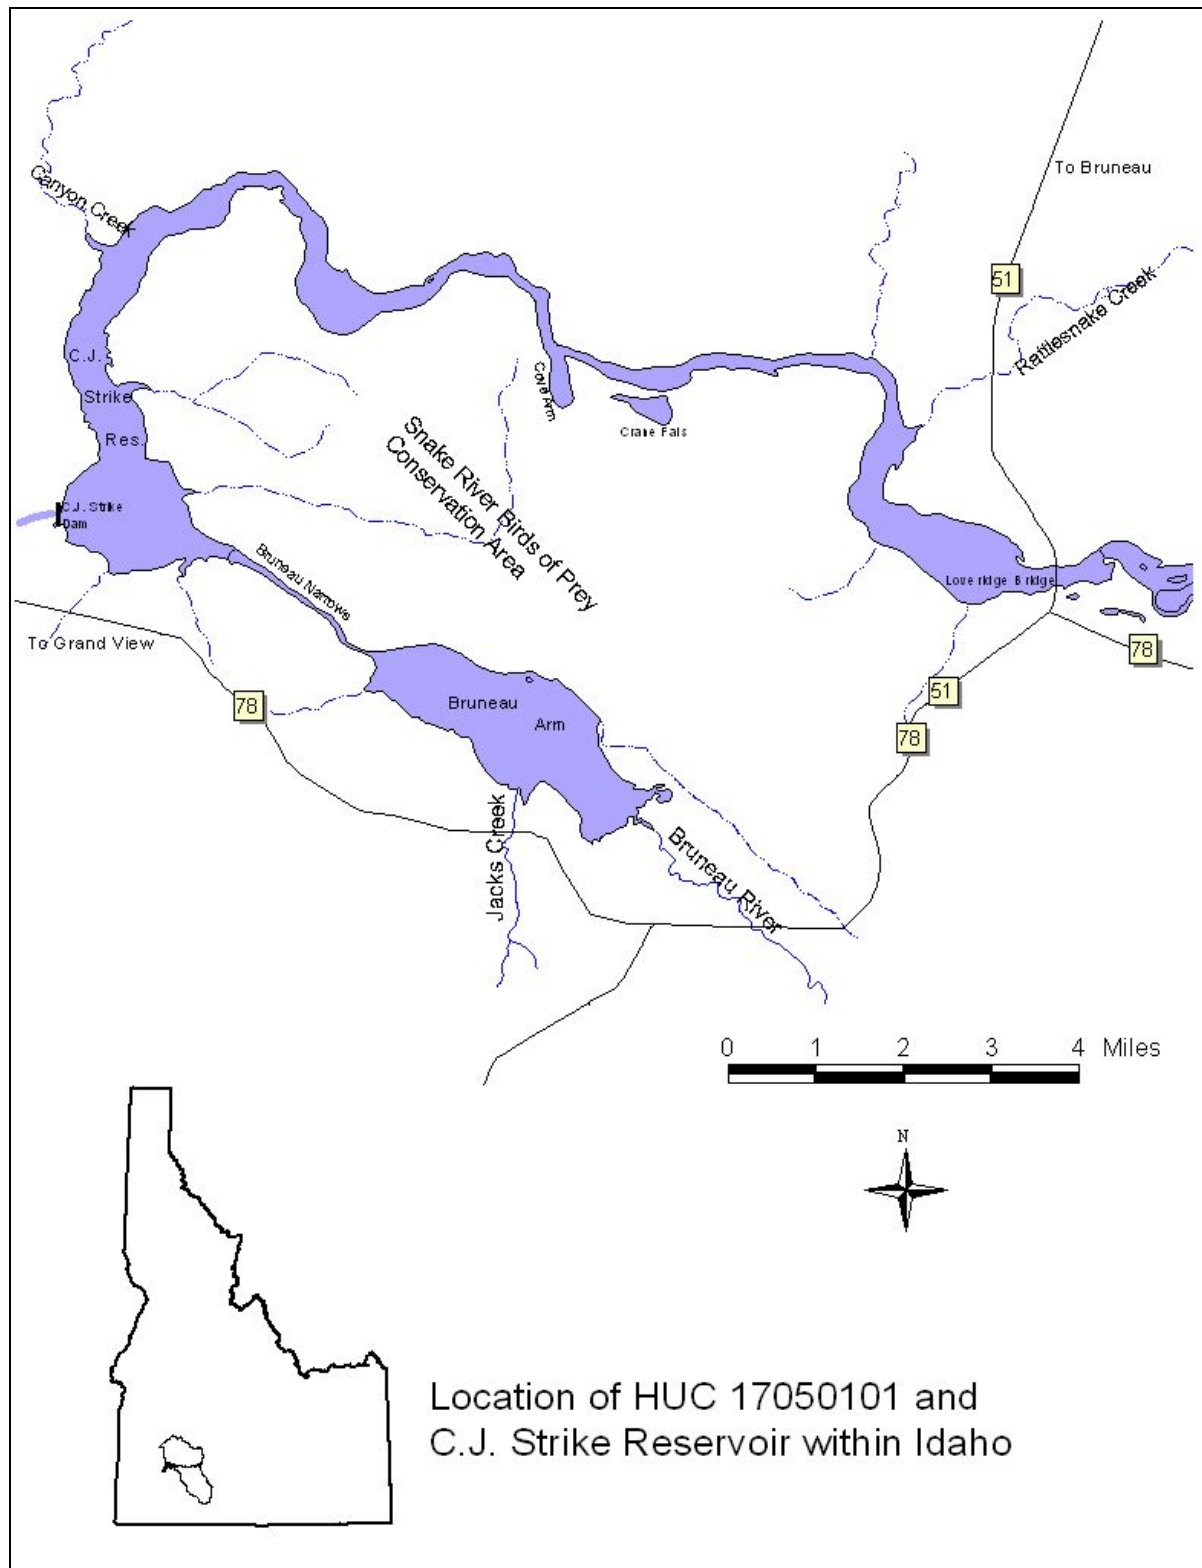 To Bruneau
Canyon Creek
51
Rattlesnake Creek
C.J.
Strike
Res.
Cove Arm
Crane Falls
Snake River Birds of Prey
Conservation Area
C.J. Strike
Dam
Bruneau Narrows
Loveridge Bridge
To Grand View
78
78
51
78
Bruneau
Arm
Jacks Creek
Bruneau River
0 1 2 3 4 Miles
N
Location of HUC 17050101 and
C.J. Strike Reservoir within Idaho